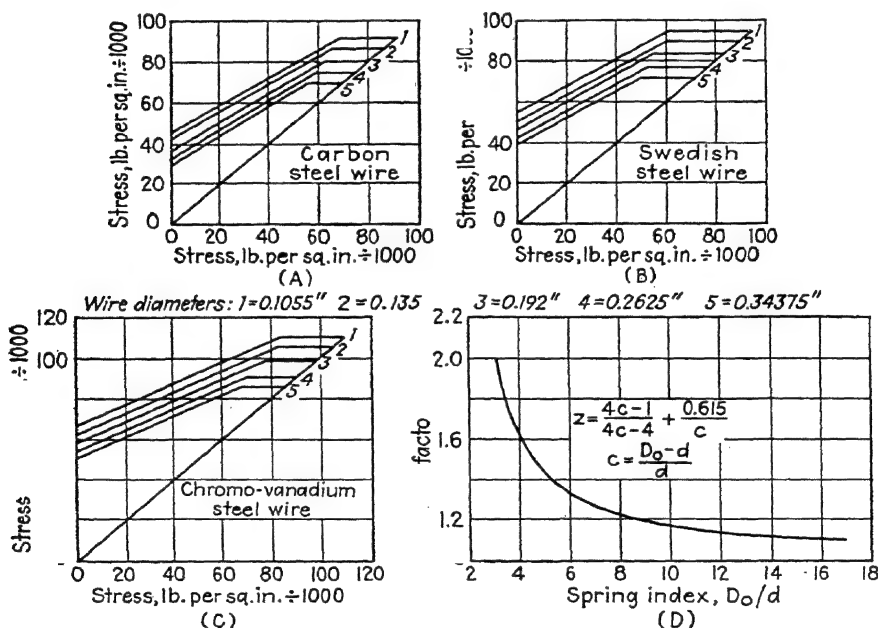 100
80
60
40
20
0
Stress, lb. per sq. in. ÷ 1000
1
2
3
4
5
Carbon
steel wire
0 20 40 60 80 100
Stress, lb. per sq. in. ÷ 1000
(A)
100
80
60
40
20
0
Stress, lb. per
÷
1
2
3
4
5
Swedish
steel wire
0 20 40 60 80 100
Stress, lb. per sq. in. ÷ 1000
(B)
Wire diameters: 1=0.1055" 2=0.135 3=0.192" 4=0.2625" 5=0.34375"
120
100
÷1000
Stress
1
2
3
4
5
Chromo-vanadium
steel wire
0 20 40 60 80 100 120
Stress, lb. per sq. in. ÷ 1000
(C)
2.0
1.6
1.2
facto
z = 4c-1/4c-4 + 0.615/c
c = D₀-d/d
2 4 6 8 10 12 14 16 18
Spring index, D₀/d
(D)